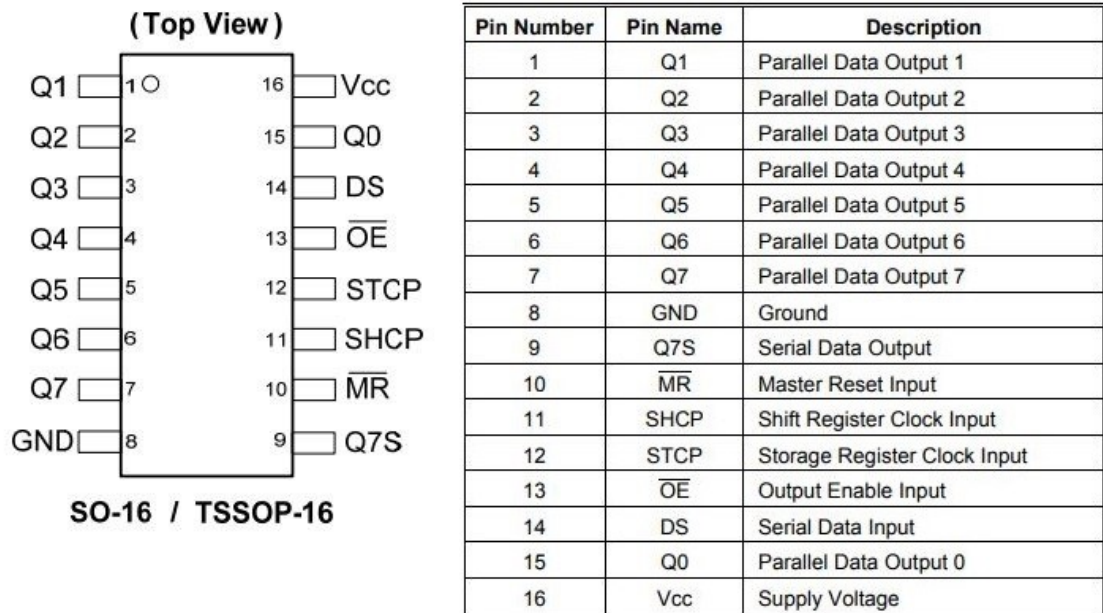 (Top View)
Q1 1 16 Vcc
Q2 2 15 Q0
Q3 3 14 DS
Q4 4 13 O̅E̅
Q5 5 12 STCP
Q6 6 11 SHCP
Q7 7 10 M̅R̅
GND 8 9 Q7S
SO-16 / TSSOP-16
Pin Number Pin Name Description
1 Q1 Parallel Data Output 1
2 Q2 Parallel Data Output 2
3 Q3 Parallel Data Output 3
4 Q4 Parallel Data Output 4
5 Q5 Parallel Data Output 5
6 Q6 Parallel Data Output 6
7 Q7 Parallel Data Output 7
8 GND Ground
9 Q7S Serial Data Output
10 M̅R̅ Master Reset Input
11 SHCP Shift Register Clock Input
12 STCP Storage Register Clock Input
13 O̅E̅ Output Enable Input
14 DS Serial Data Input
15 Q0 Parallel Data Output 0
16 Vcc Supply Voltage